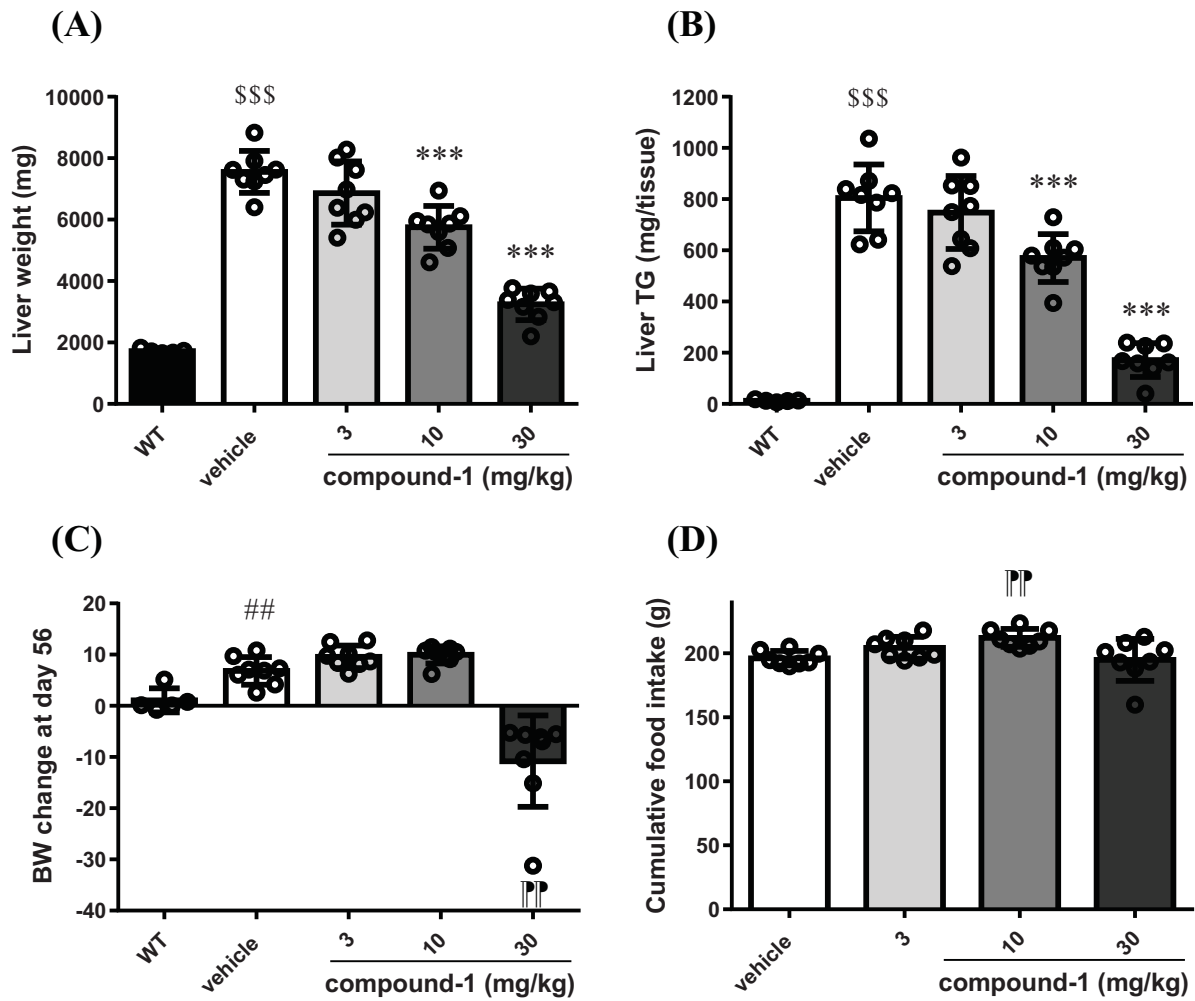 (A)
Liver weight (mg)
10000
8000
6000
4000
2000
0
$$$
***
***
WT
vehicle
3
10
30
compound-1 (mg/kg)
(B)
Liver TG (mg/tissue)
1200
1000
800
600
400
200
0
$$$
***
***
WT
vehicle
3
10
30
compound-1 (mg/kg)
(C)
BW change at day 56
20
10
0
-10
-20
-30
-40
##
¶¶
WT
vehicle
3
10
30
compound-1 (mg/kg)
(D)
Cumulative food intake (g)
200
150
100
50
0
¶¶
vehicle
3
10
30
compound-1 (mg/kg)